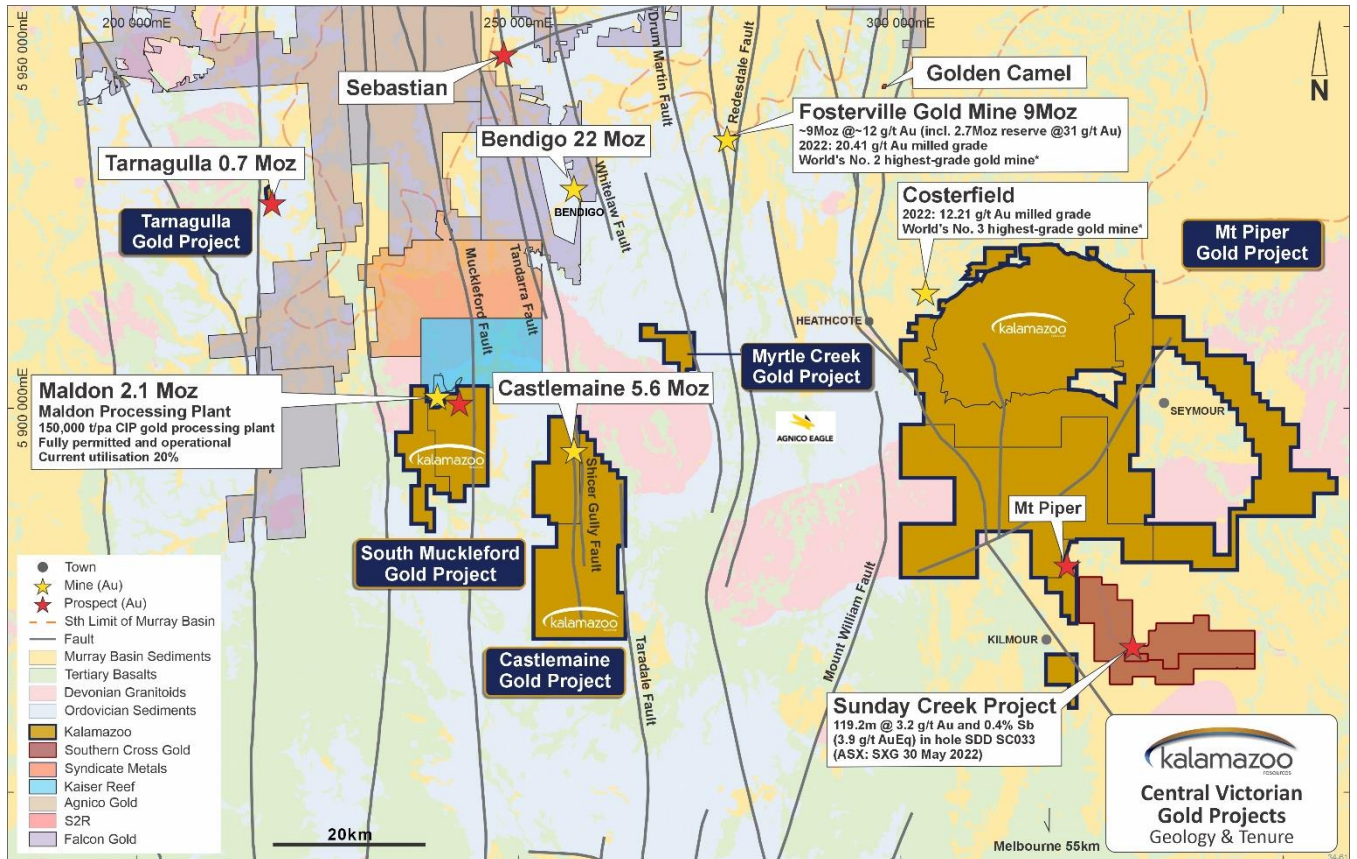 200 000mE
250 000mE
300 000mE
5 950 000mE
5 900 000mE
N
Sebastian
Golden Camel
Drum Martin Fault
Redesdale Fault
Fosterville Gold Mine 9Moz
~9Moz @~12 g/t Au (incl. 2.7Moz reserve @31 g/t Au)
2022: 20.41 g/t Au milled grade
World's No. 2 highest-grade gold mine*
Bendigo 22 Moz
BENDIGO
Whitelaw Fault
Tarnagulla 0.7 Moz
Tarnagulla
Gold Project
Costerfield
2022: 12.21 g/t Au milled grade
World's No. 3 highest-grade gold mine*
Mt Piper
Gold Project
Muckleford Fault
Tandarra Fault
HEATHCOTE
kalamazoo
Myrtle Creek
Gold Project
Maldon 2.1 Moz
Maldon Processing Plant
150,000 t/pa CIP gold processing plant
Fully permitted and operational
Current utilisation 20%
Castlemaine 5.6 Moz
AGNICO EAGLE
SEYMOUR
kalamazoo
Shicer Gully Fault
Mt Piper
South Muckleford
Gold Project
kalamazoo
Castlemaine
Gold Project
Taradale Fault
Mount William Fault
KILMOUR
Sunday Creek Project
119.2m @ 3.2 g/t Au and 0.4% Sb
(3.9 g/t AuEq) in hole SDD SC033
(ASX: SXG 30 May 2022)
Town
Mine (Au)
Prospect (Au)
Sth Limit of Murray Basin
Fault
Murray Basin Sediments
Tertiary Basalts
Devonian Granitoids
Ordovician Sediments
Kalamazoo
Southern Cross Gold
Syndicate Metals
Kaiser Reef
Agnico Gold
S2R
Falcon Gold
20km
Melbourne 55km
kalamazoo
resources
Central Victorian
Gold Projects
Geology & Tenure